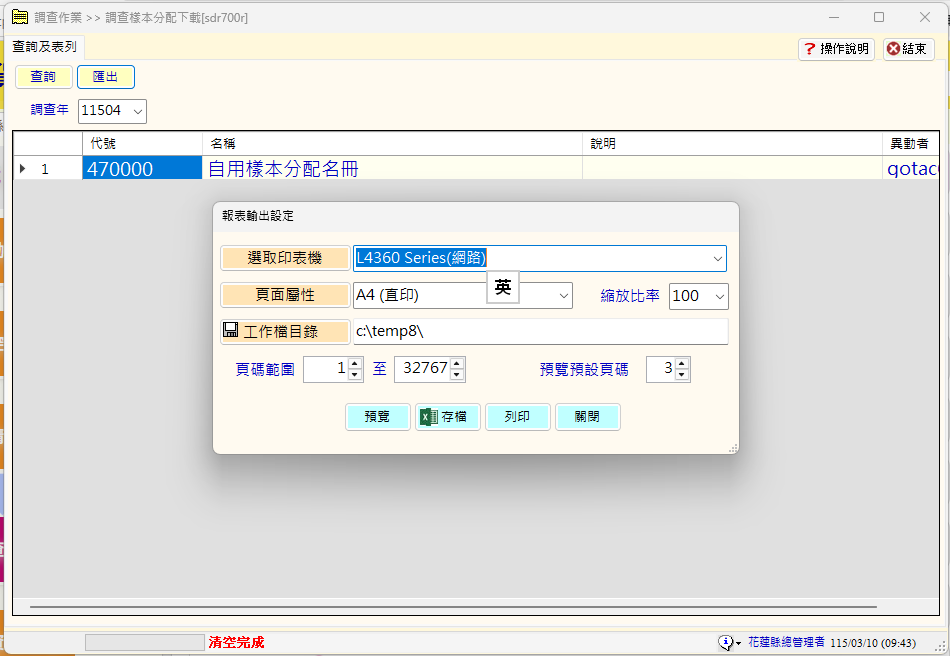 調查作業 >> 調查樣本分配下載[sdr700r]
查詢及表列
? 操作說明 結束
查詢 匯出
調查年 11504
代號 名稱 說明 異動者
1 470000 自用樣本分配名冊 gotac
報表輸出設定
選取印表機 L4360 Series(網路)
英
頁面屬性 A4 (直印) 縮放比率 100
工作檔目錄 c:\temp8\
頁碼範圍 1 至 32767 預覽預設頁碼 3
預覽 存檔 列印 關閉
清空完成 花蓮縣總管理者 115/03/10 (09:43)